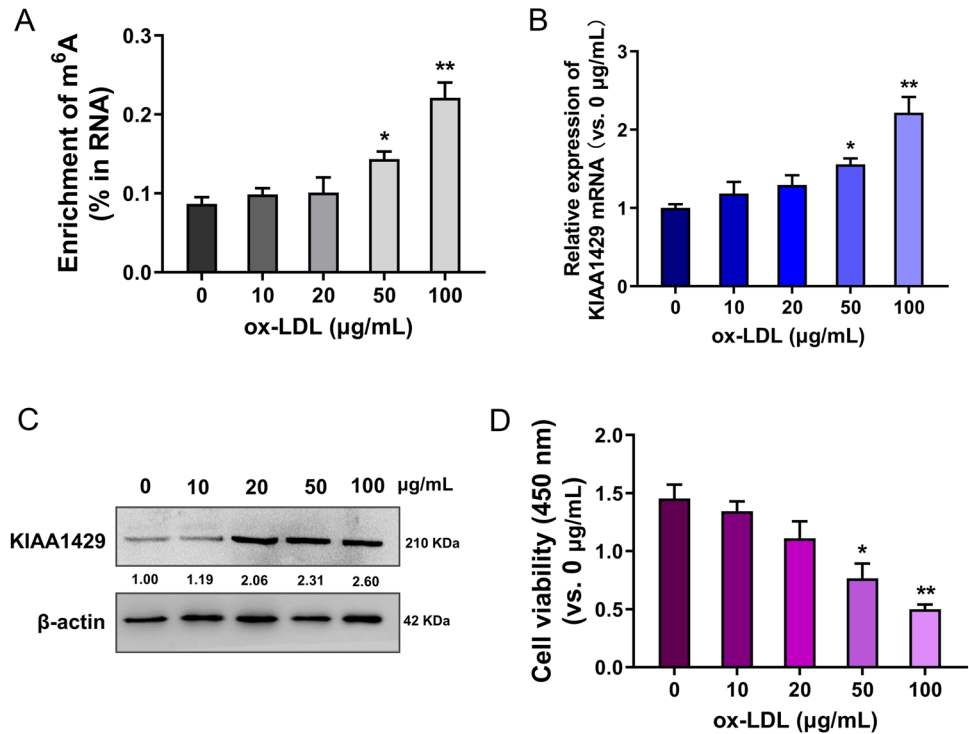 A
Enrichment of m⁶A
(% in RNA)
0.3
0.2
0.1
0.0
*
**
0 10 20 50 100
ox-LDL (μg/mL)
B
Relative expression of
KIAA1429 mRNA (vs. 0 μg/mL)
3
2
1
0
*
**
0 10 20 50 100
ox-LDL (μg/mL)
C
0 10 20 50 100 μg/mL
KIAA1429 210 KDa
1.00 1.19 2.06 2.31 2.60
β-actin 42 KDa
D
Cell viability (450 nm)
(vs. 0 μg/mL)
2.0
1.5
1.0
0.5
0.0
*
**
0 10 20 50 100
ox-LDL (μg/mL)